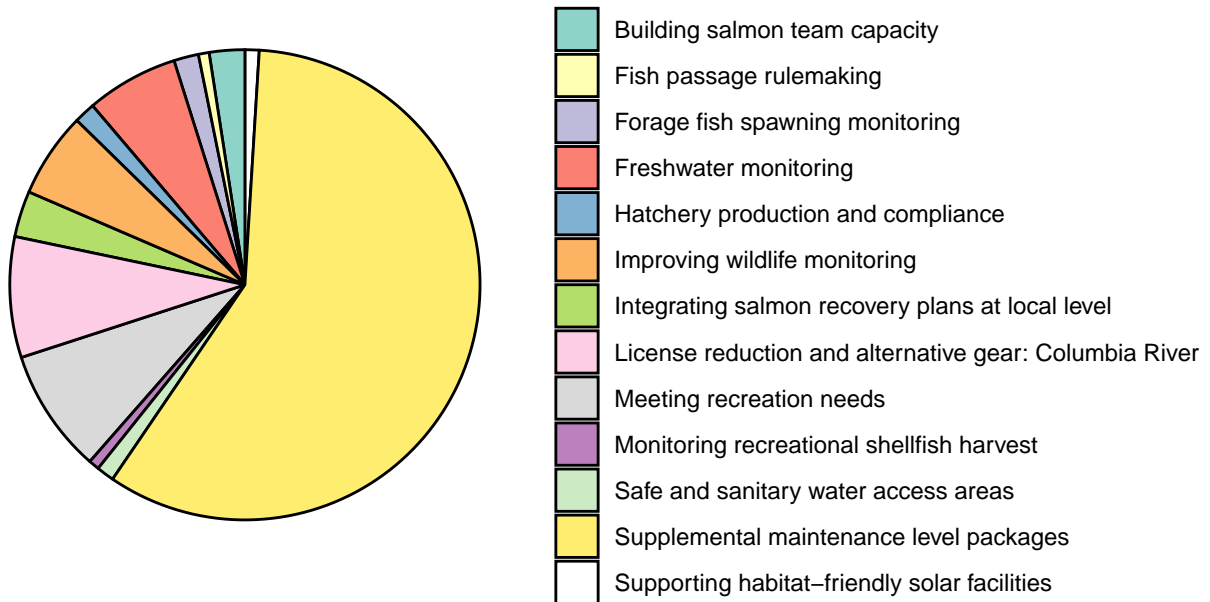 Building salmon team capacity
Fish passage rulemaking
Forage fish spawning monitoring
Freshwater monitoring
Hatchery production and compliance
Improving wildlife monitoring
Integrating salmon recovery plans at local level
License reduction and alternative gear: Columbia River
Meeting recreation needs
Monitoring recreational shellfish harvest
Safe and sanitary water access areas
Supplemental maintenance level packages
Supporting habitat−friendly solar facilities